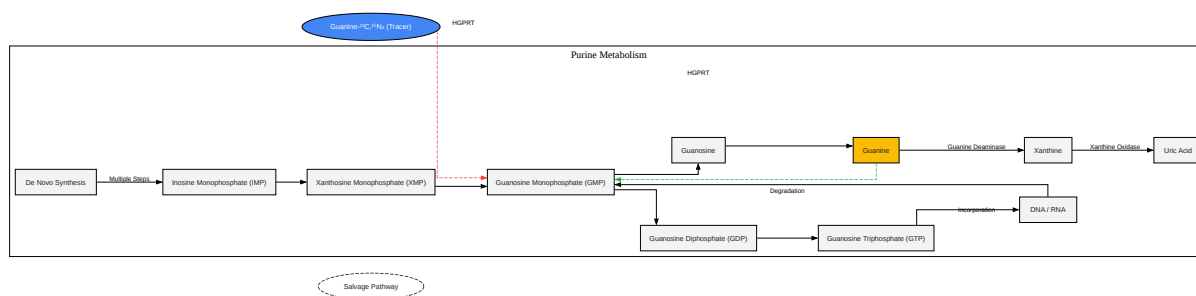 Guanine-¹³C,¹⁵N₂ (Tracer)
HGPRT
Purine Metabolism
HGPRT
Guanosine
Guanine
Guanine Deaminase
Xanthine
Xanthine Oxidase
Uric Acid
De Novo Synthesis
Multiple Steps
Inosine Monophosphate (IMP)
Xanthosine Monophosphate (XMP)
Guanosine Monophosphate (GMP)
Degradation
Incorporation
DNA / RNA
Guanosine Diphosphate (GDP)
Guanosine Triphosphate (GTP)
Salvage Pathway